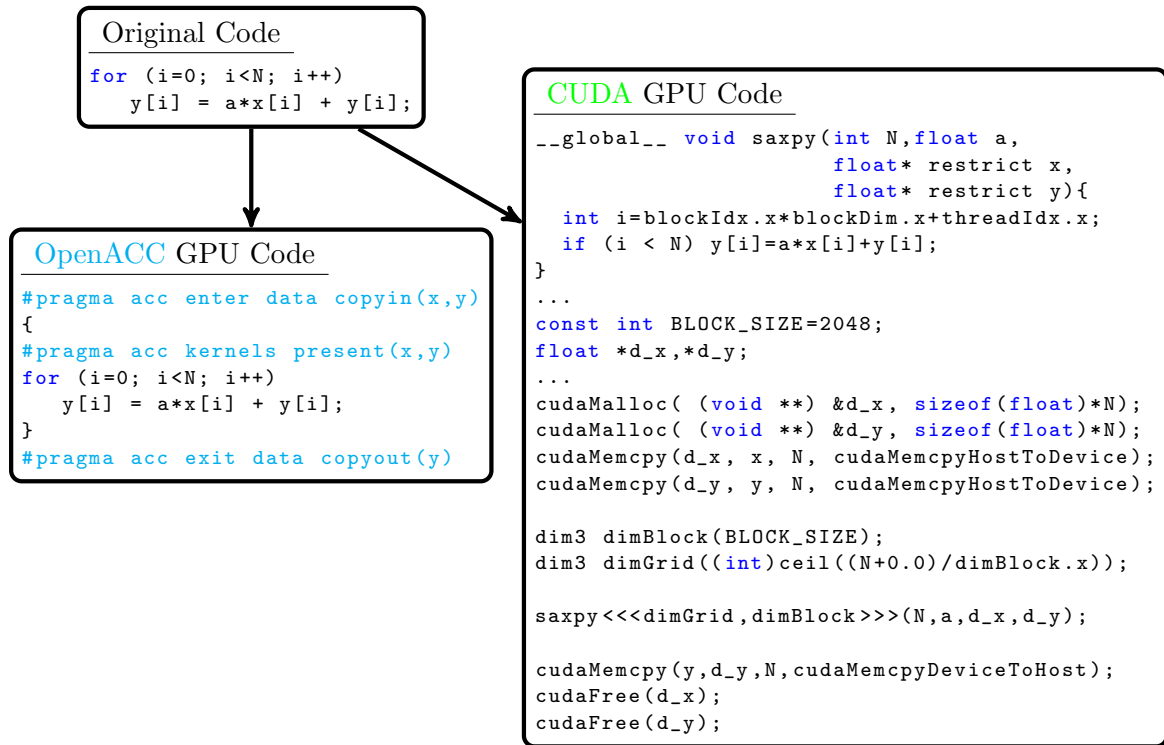 Original Code
for (i=0; i<N; i++)
   y[i] = a*x[i] + y[i];
OpenACC GPU Code
#pragma acc enter data copyin(x,y)
{
#pragma acc kernels present(x,y)
for (i=0; i<N; i++)
   y[i] = a*x[i] + y[i];
}
#pragma acc exit data copyout(y)
CUDA GPU Code
__global__ void saxpy(int N,float a,
                      float* restrict x,
                      float* restrict y){
  int i=blockIdx.x*blockDim.x+threadIdx.x;
  if (i < N) y[i]=a*x[i]+y[i];
}
...
const int BLOCK_SIZE=2048;
float *d_x,*d_y;
...
cudaMalloc( (void **) &d_x, sizeof(float)*N);
cudaMalloc( (void **) &d_y, sizeof(float)*N);
cudaMemcpy(d_x, x, N, cudaMemcpyHostToDevice);
cudaMemcpy(d_y, y, N, cudaMemcpyHostToDevice);
dim3 dimBlock(BLOCK_SIZE);
dim3 dimGrid((int)ceil((N+0.0)/dimBlock.x));
saxpy<<<dimGrid,dimBlock>>>(N,a,d_x,d_y);
cudaMemcpy(y,d_y,N,cudaMemcpyDeviceToHost);
cudaFree(d_x);
cudaFree(d_y);